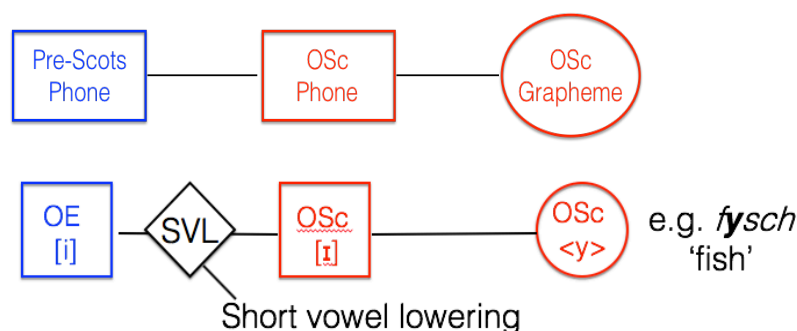 Pre-Scots
Phone
OSc
Phone
OSc
Grapheme
OE
[i]
SVL
OSc
[ɪ]
OSc
<y>
e.g. fysch
'fish'
Short vowel lowering